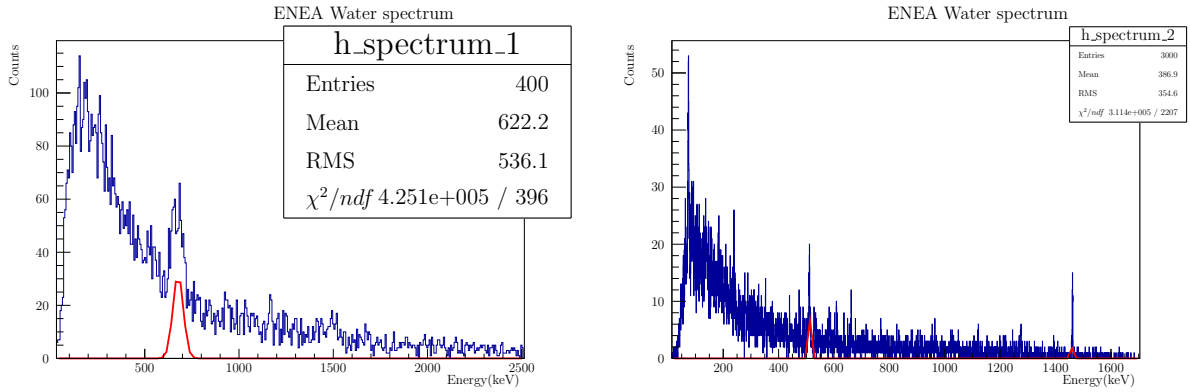 ENEA Water spectrum
Counts
h_spectrum_1
Entries 400
Mean 622.2
RMS 536.1
χ²/ndf 4.251e+005 / 396
100
80
60
40
20
0
500 1000 1500 2000 2500
Energy(keV)
ENEA Water spectrum
Counts
h_spectrum_2
Entries 3000
Mean 386.9
RMS 354.6
χ²/ndf 3.114e+005 / 2207
50
40
30
20
10
0
200 400 600 800 1000 1200 1400 1600
Energy(keV)